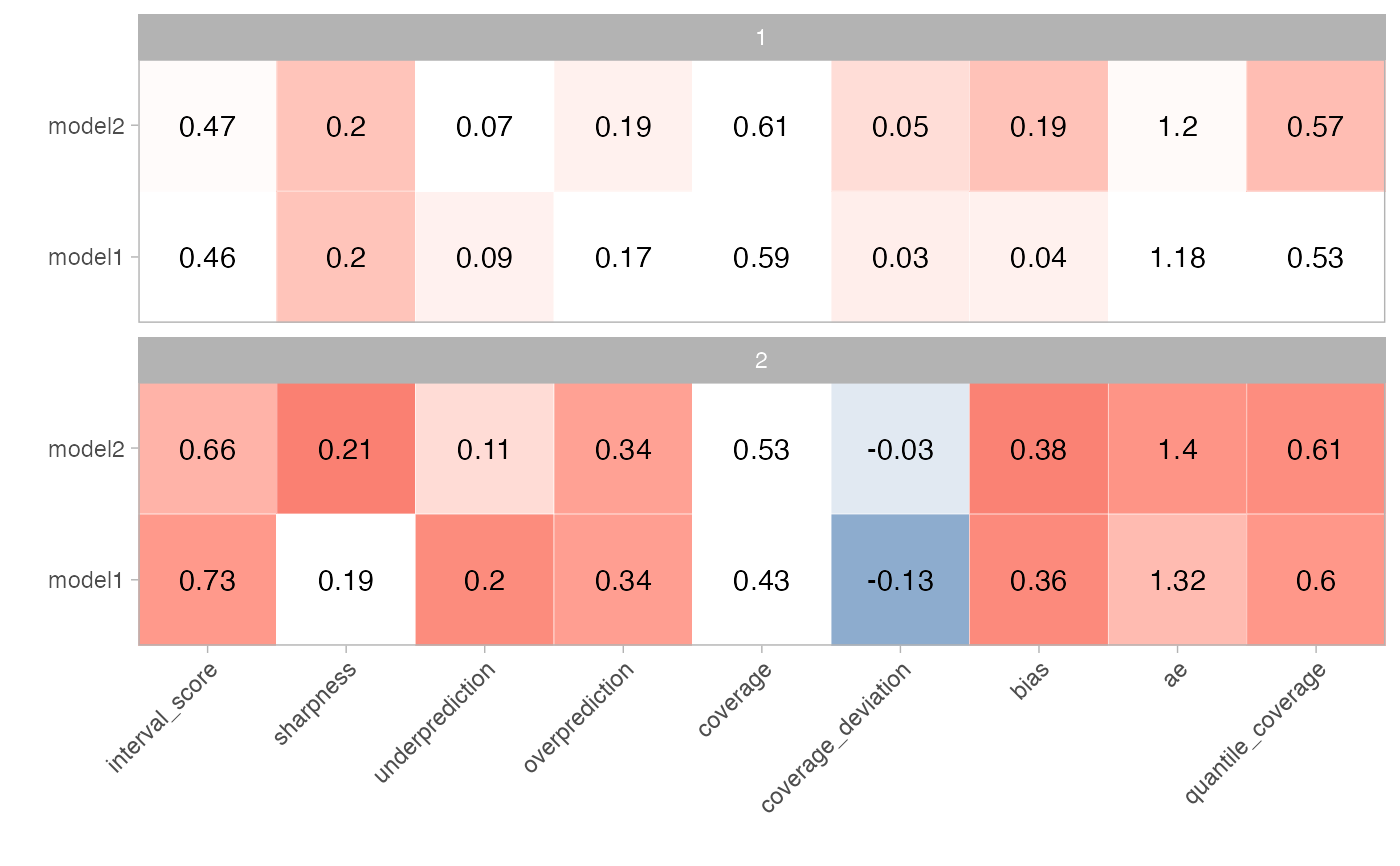 1
model2 0.47 0.2 0.07 0.19 0.61 0.05 0.19 1.2 0.57
model1 0.46 0.2 0.09 0.17 0.59 0.03 0.04 1.18 0.53
2
model2 0.66 0.21 0.11 0.34 0.53 -0.03 0.38 1.4 0.61
model1 0.73 0.19 0.2 0.34 0.43 -0.13 0.36 1.32 0.6
interval_score sharpness underprediction overprediction coverage coverage_deviation bias ae quantile_coverage